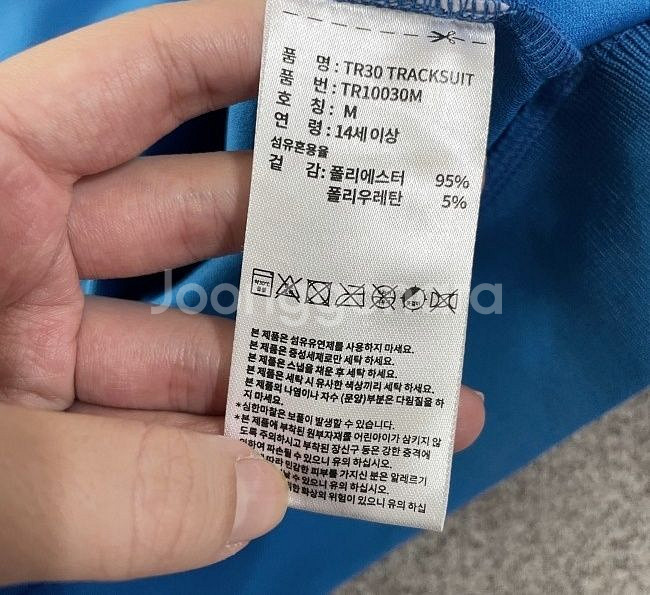 품 명 : TR30 TRACKSUIT
품 번 : TR10030M
호 칭 : M
연 령 : 14세 이상
섬유혼용율
겉 감 : 폴리에스터 95%
폴리우레탄 5%
본 제품은 섬유유연제를 사용하지 마세요.
본 제품은 중성세제로만 세탁 하세요.
본 제품은 스냅을 채운 후 세탁 하세요.
본 제품은 세탁시 유사한 색상끼리 세탁 하세요.
본 제품의 나염이나 자수 (문양)부분은 다림질을 하
지 마세요.
*심한마찰은 보풀이 발생할 수 있습니다.
*본 제품에 부착된 원부자재를 어린이가 삼키지 않
도록 주의하시고 부착된 장신구 등은 강한 충격에
의하여 파손될 수 있으니 유의 하십시오.
따라 민감한 피부를 가지신 분은 알레르기
수 있으니 유의 하십시오.
화상의 위험이 있으니 유의 하십